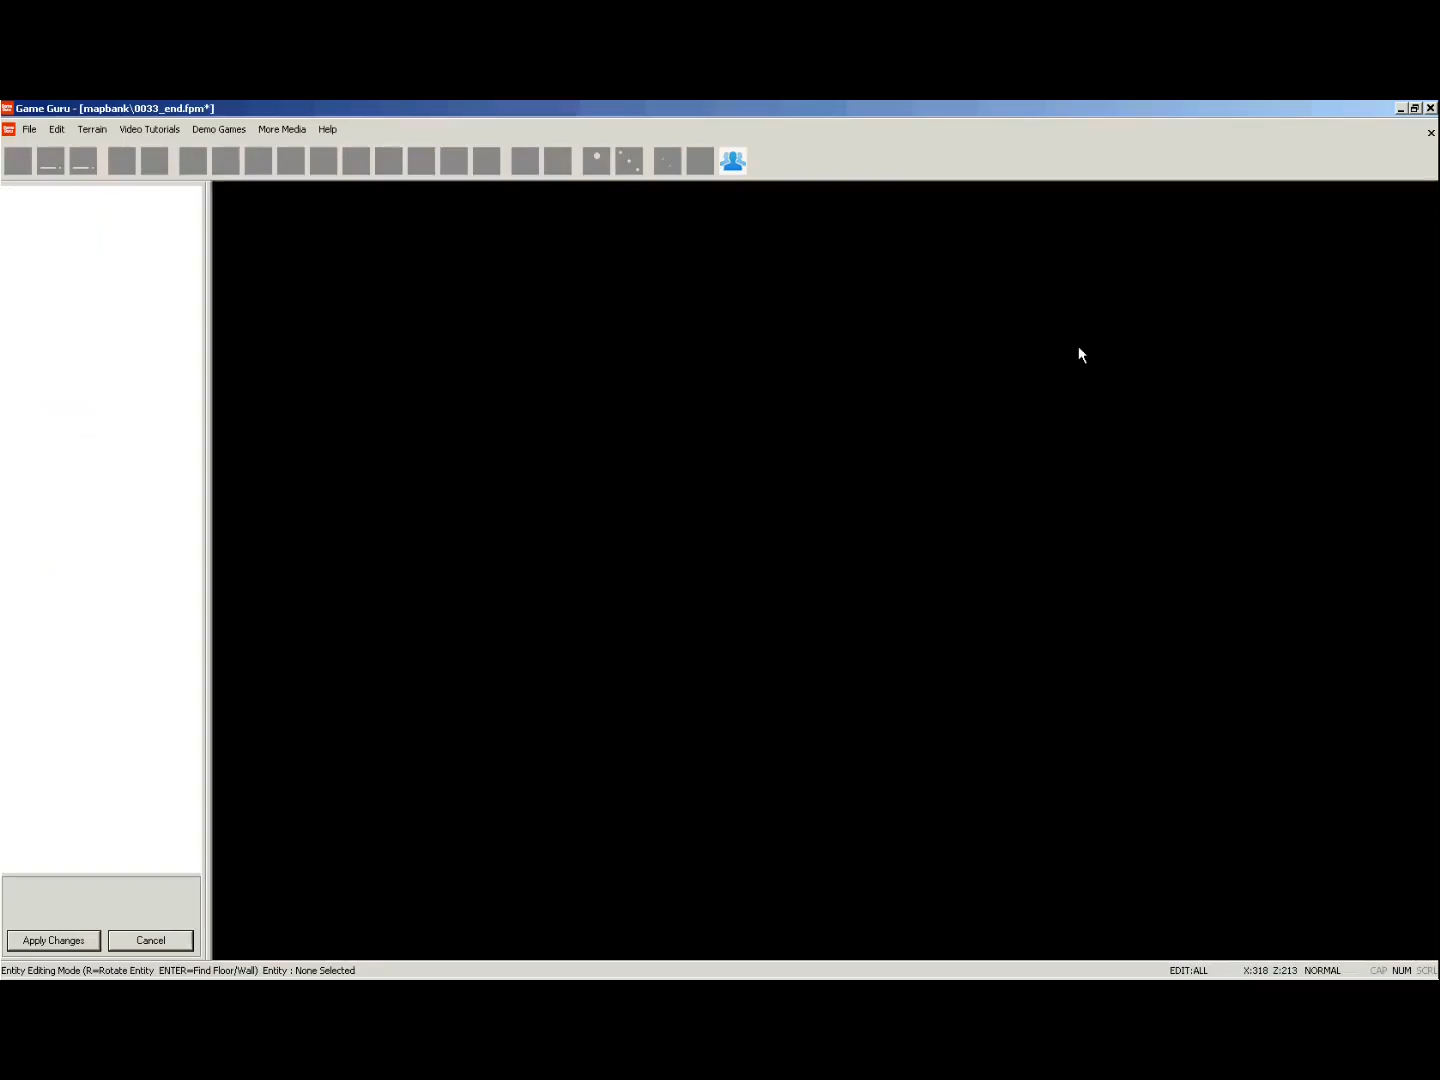 Game Guru - [mapbank\0033_end.fpm*]
File Edit Terrain Video Tutorials Demo Games More Media Help
Apply Changes Cancel
Entity Editing Mode (R=Rotate Entity ENTER=Find Floor/Wall) Entity : None Selected EDIT:ALL X:318 Z:213 NORMAL CAP NUM SCRL